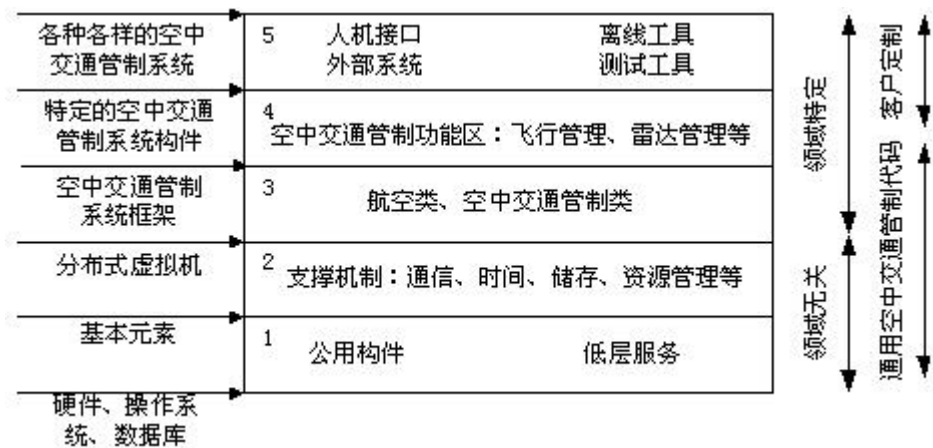 各种各样的空中
交通管制系统
5 人机接口 离线工具
外部系统 测试工具
特定的空中交通
管制系统构件
4
空中交通管制功能区：飞行管理、雷达管理等
空中交通管制
系统框架
3
航空类、空中交通管制类
分布式虚拟机
2
支撑机制：通信、时间、储存、资源管理等
基本元素
1
公用构件 低层服务
硬件、操作系
统、数据库
领域特定
领域无关
客户定制
通用空中交通管制代码